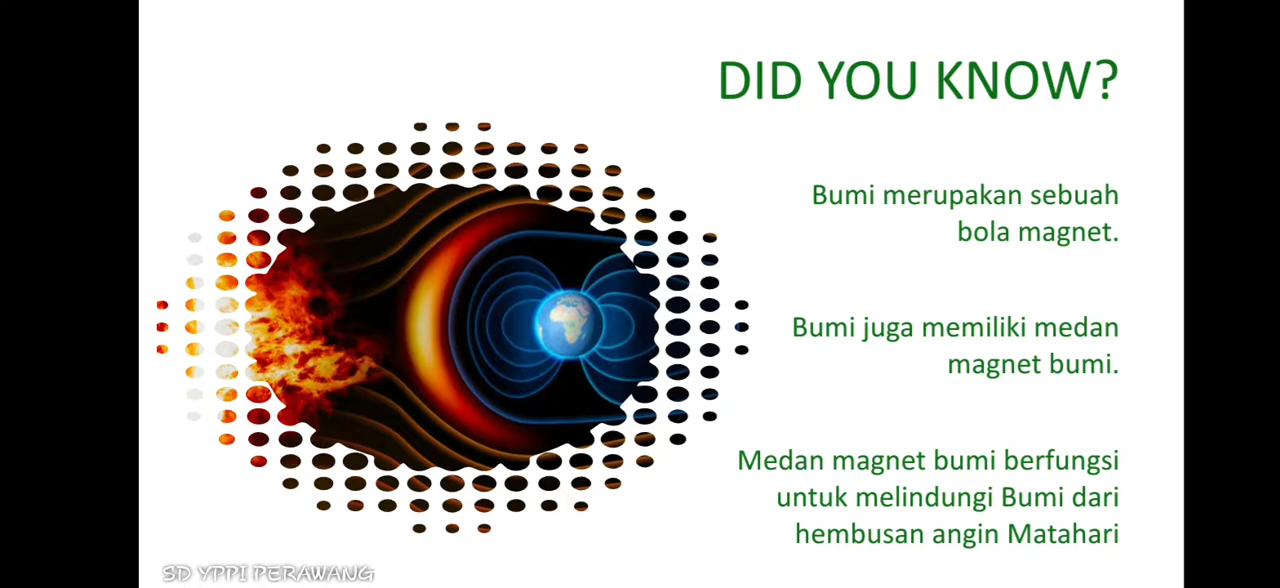 DID YOU KNOW?
Bumi merupakan sebuah
bola magnet.
Bumi juga memiliki medan
magnet bumi.
Medan magnet bumi berfungsi
untuk melindungi Bumi dari
hembusan angin Matahari
SD YPPI PERAWANG